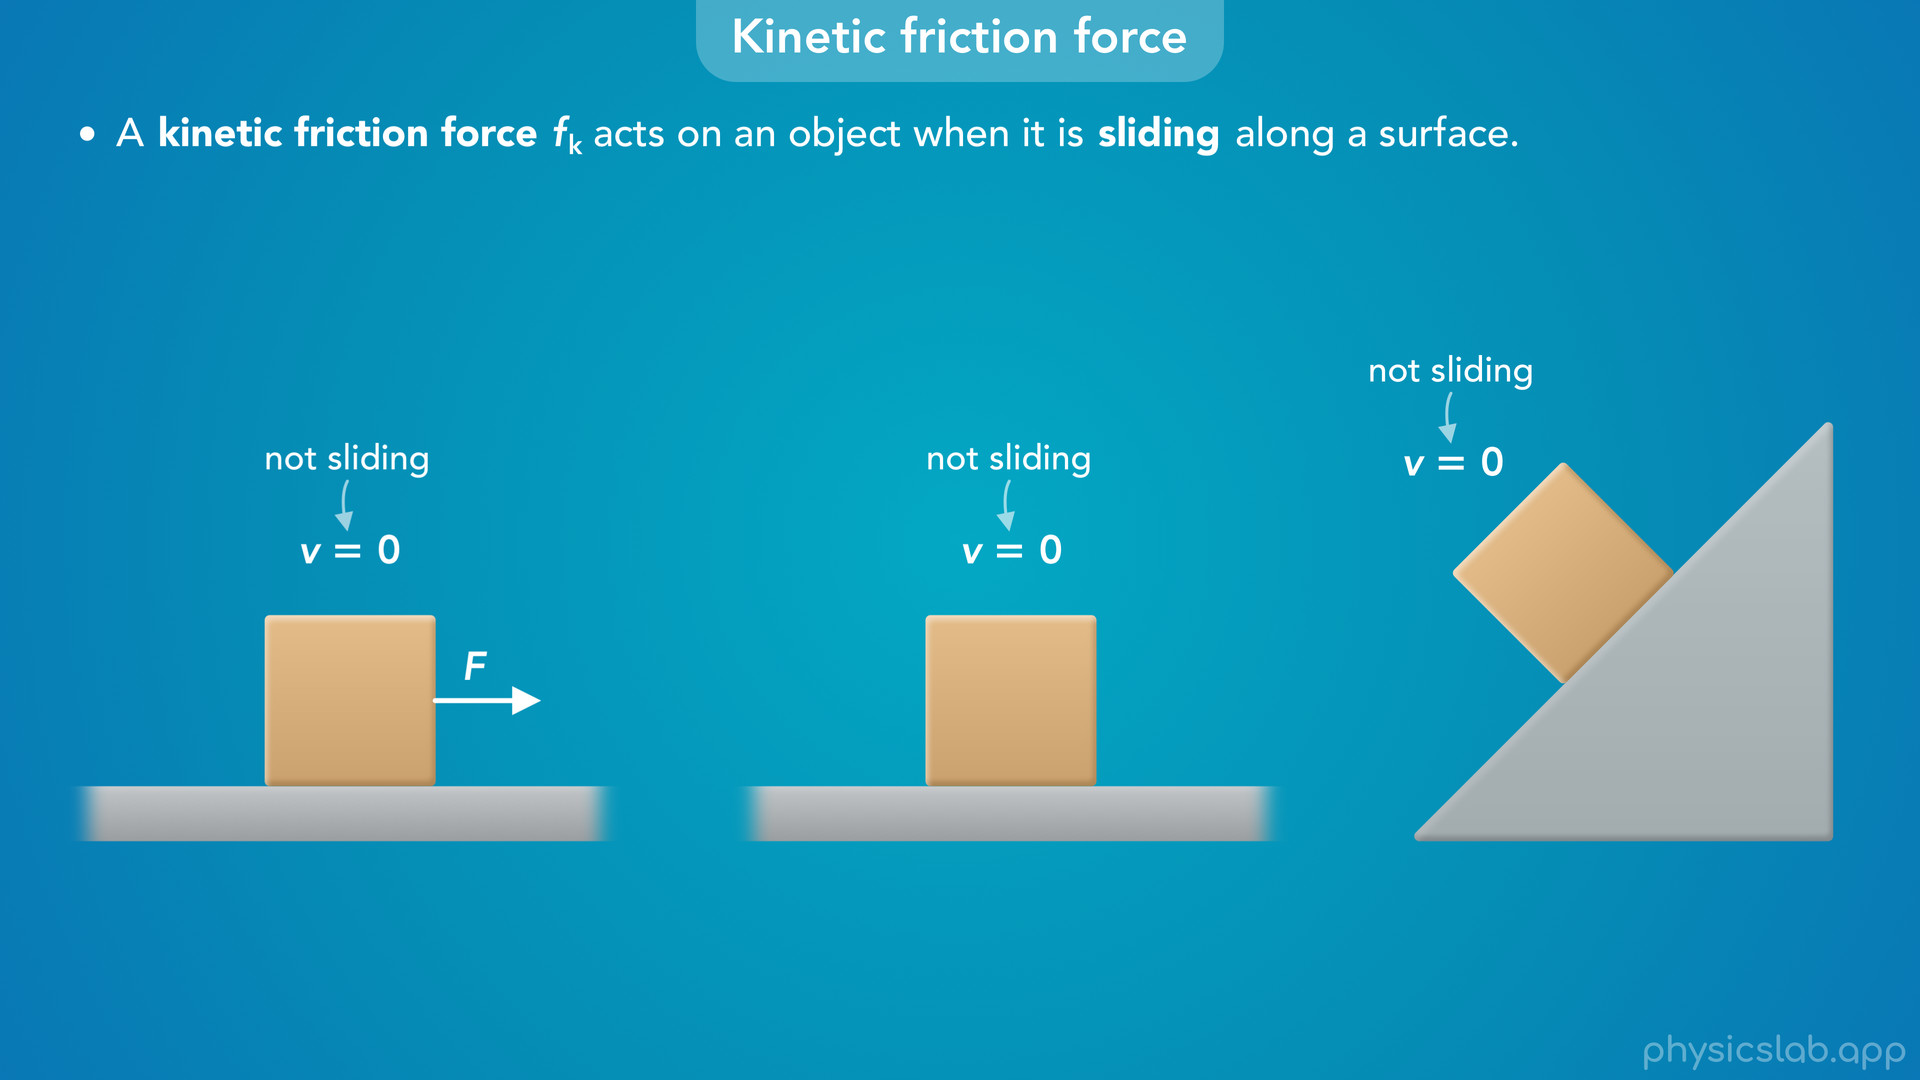 Kinetic friction force
• A kinetic friction force fk acts on an object when it is sliding along a surface.
not sliding
v = 0
F
not sliding
v = 0
not sliding
v = 0
physicslab.app